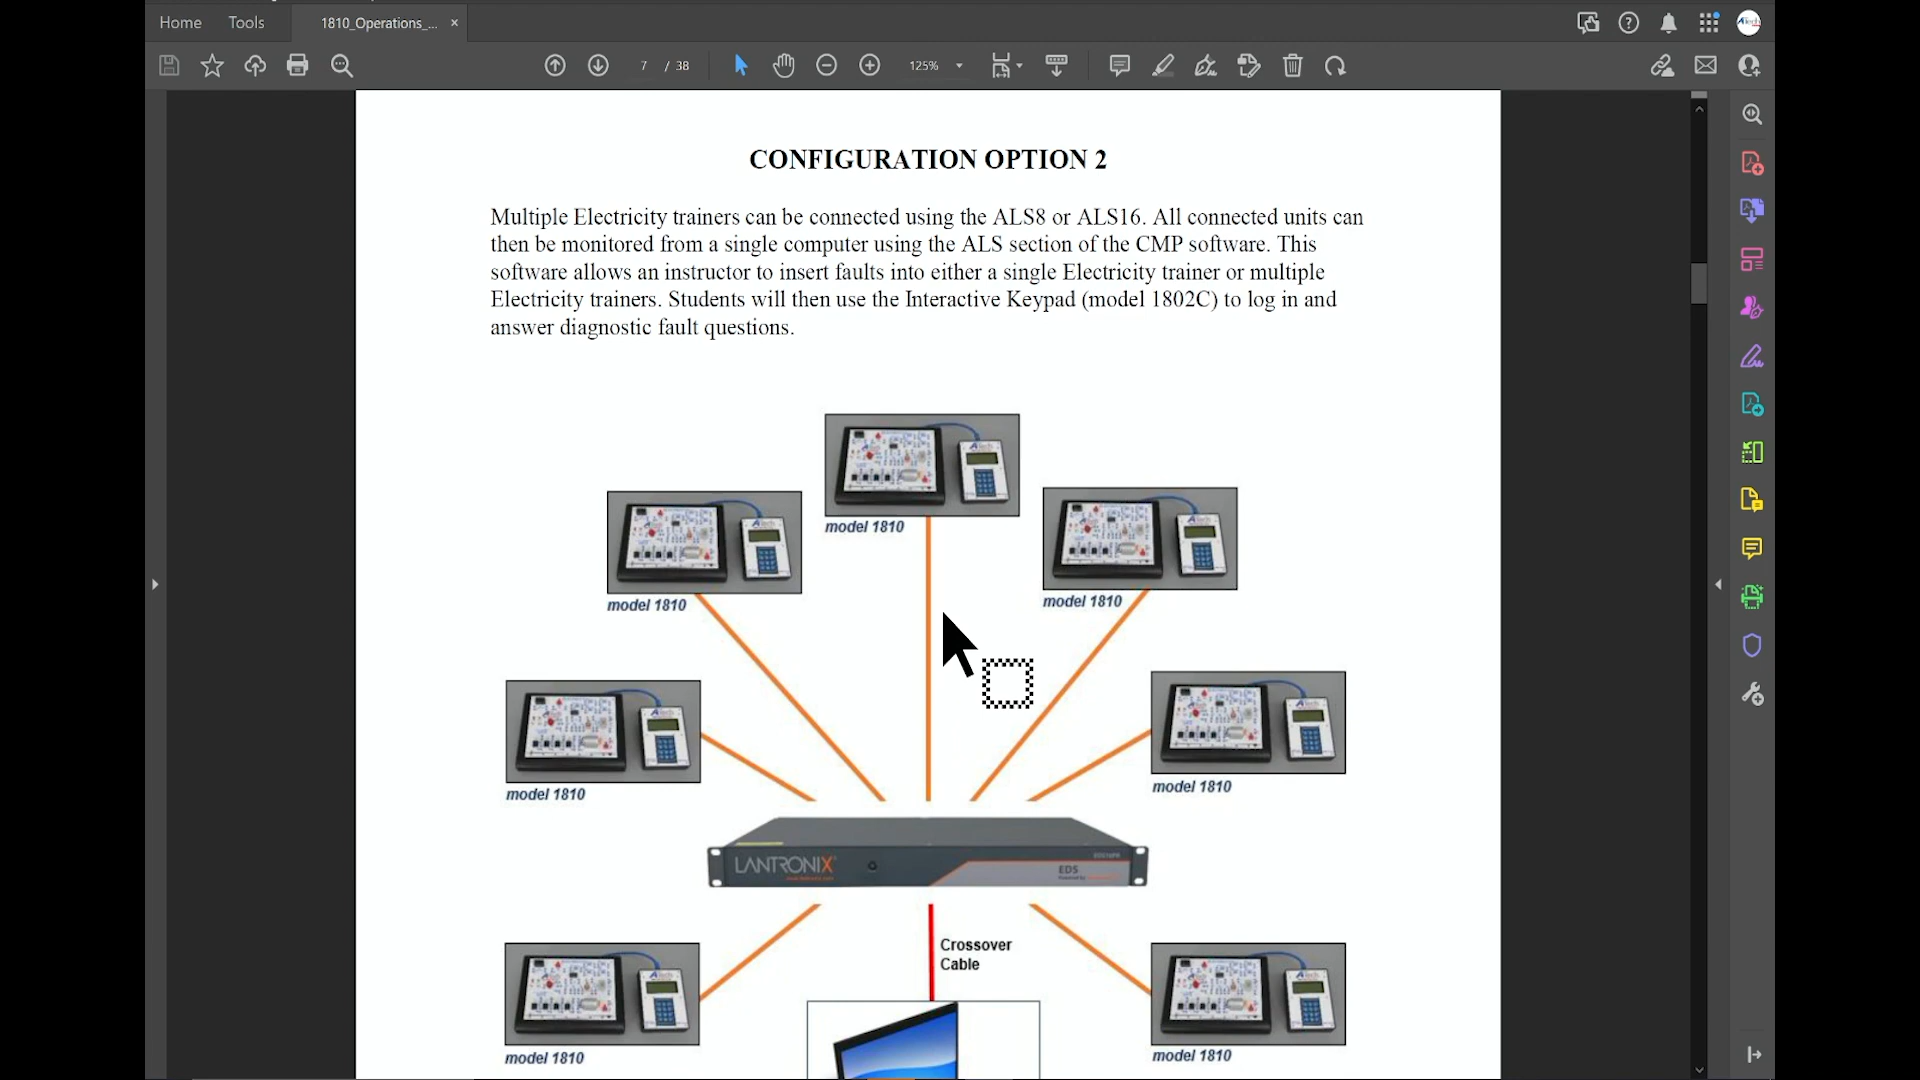 Home
Tools
1810_Operations_...
7 / 38
125%
CONFIGURATION OPTION 2
Multiple Electricity trainers can be connected using the ALS8 or ALS16. All connected units can
then be monitored from a single computer using the ALS section of the CMP software. This
software allows an instructor to insert faults into either a single Electricity trainer or multiple
Electricity trainers. Students will then use the Interactive Keypad (model 1802C) to log in and
answer diagnostic fault questions.
model 1810
model 1810
model 1810
model 1810
model 1810
LANTRONIX
EDS
Crossover
Cable
model 1810
model 1810